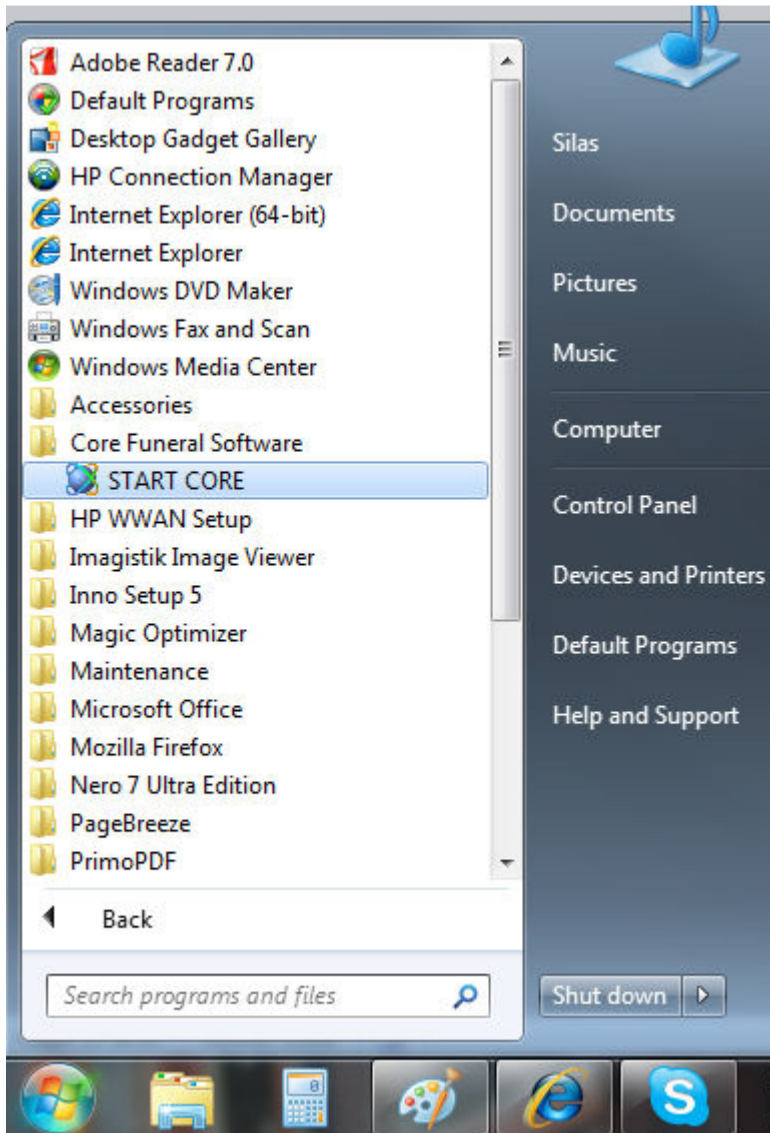 Adobe Reader 7.0
Default Programs
Desktop Gadget Gallery
HP Connection Manager
Internet Explorer (64-bit)
Internet Explorer
Windows DVD Maker
Windows Fax and Scan
Windows Media Center
Accessories
Core Funeral Software
START CORE
HP WWAN Setup
Imagistik Image Viewer
Inno Setup 5
Magic Optimizer
Maintenance
Microsoft Office
Mozilla Firefox
Nero 7 Ultra Edition
PageBreeze
PrimoPDF
Back
Search programs and files
Silas
Documents
Pictures
Music
Computer
Control Panel
Devices and Printers
Default Programs
Help and Support
Shut down